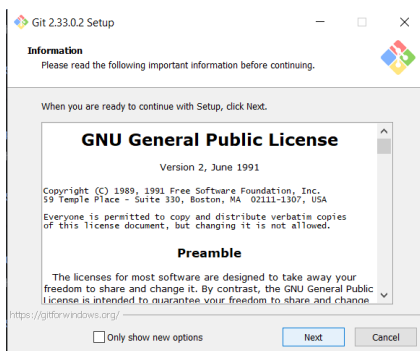 Git 2.33.0.2 Setup
Information
Please read the following important information before continuing.
When you are ready to continue with Setup, click Next.
GNU General Public License
Version 2, June 1991
Copyright (C) 1989, 1991 Free Software Foundation, Inc.
59 Temple Place - Suite 330, Boston, MA  02111-1307, USA
Everyone is permitted to copy and distribute verbatim copies
of this license document, but changing it is not allowed.
Preamble
The licenses for most software are designed to take away your
freedom to share and change it. By contrast, the GNU General Public
License is intended to guarantee your freedom to share and change
https://gitforwindows.org/
Only show new options
Next
Cancel